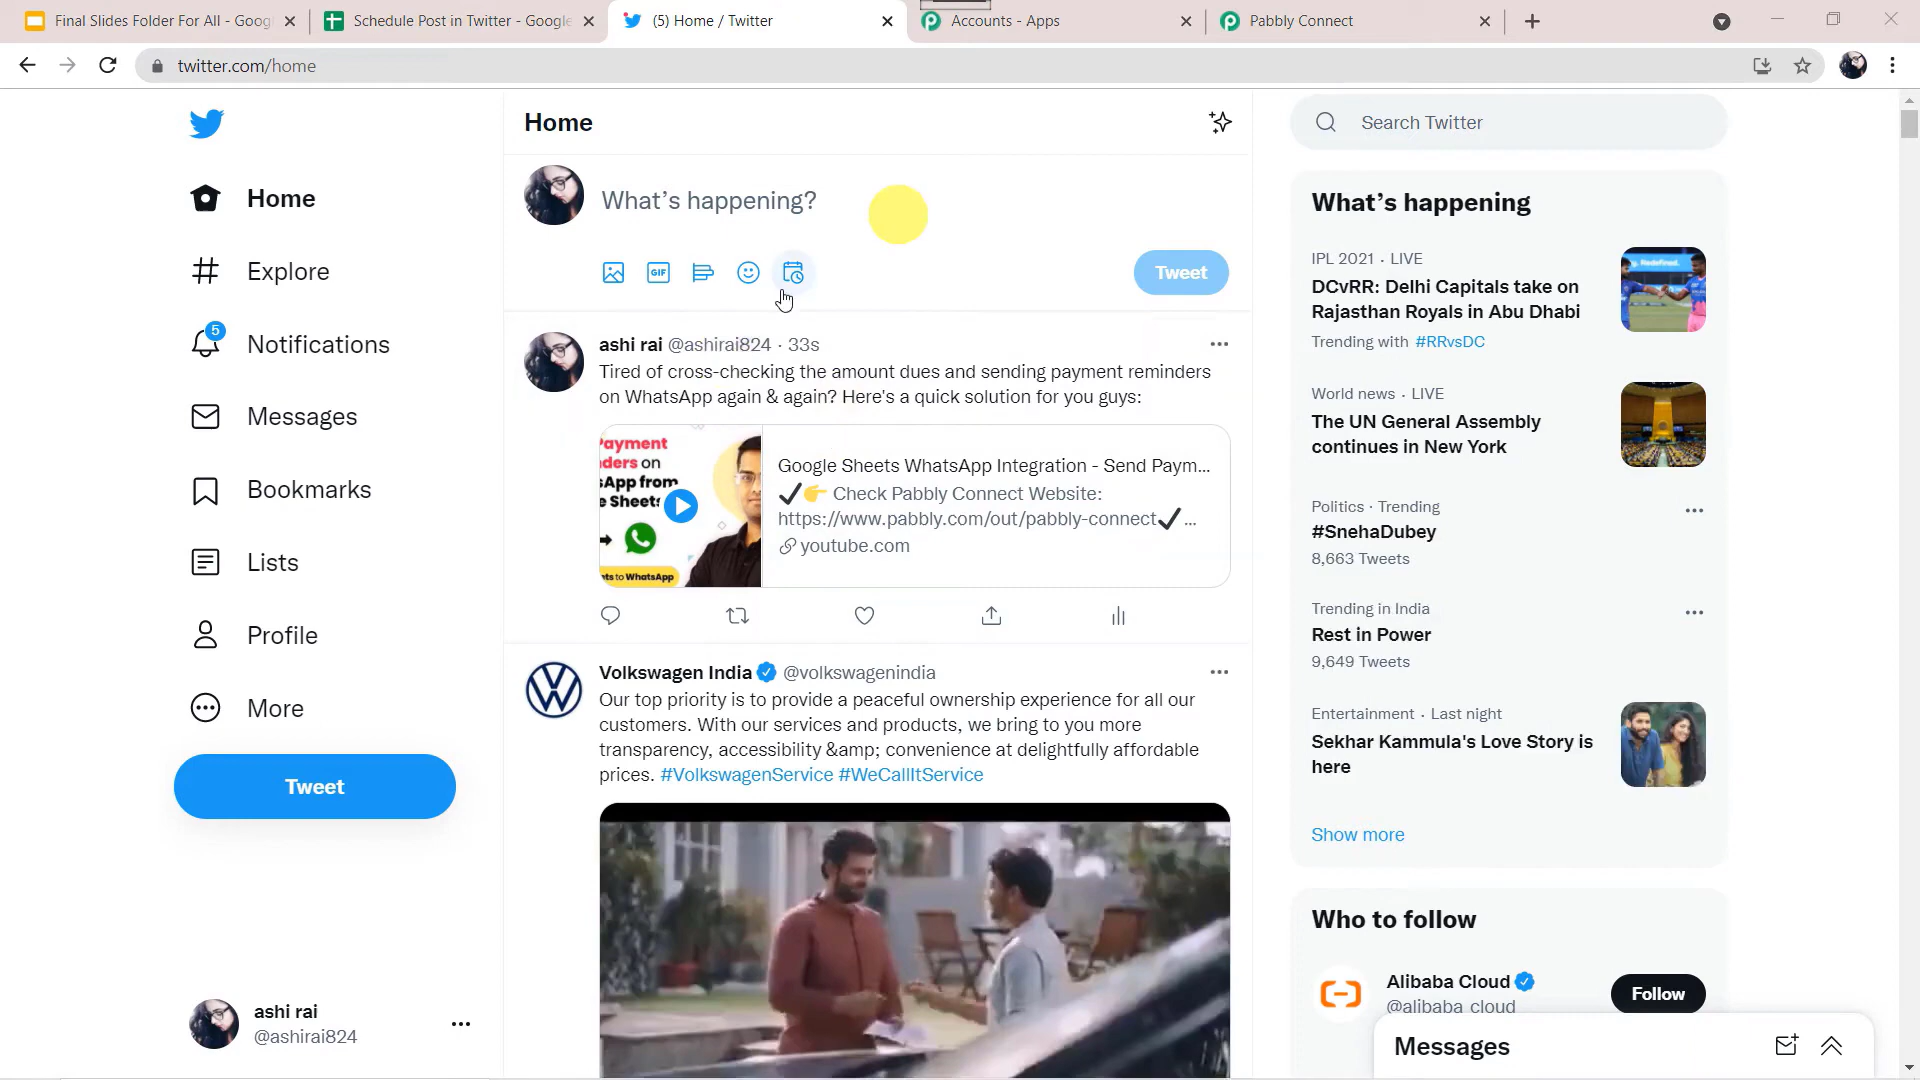 Final Slides Folder For All - Goog
Schedule Post in Twitter - Google
(5) Home / Twitter
Accounts - Apps
Pabbly Connect
twitter.com/home
Home
Search Twitter
What's happening?
GIF
Tweet
Home
Explore
5
Notifications
Messages
Bookmarks
Lists
Profile
More
Tweet
ashi rai
@ashirai824
ashi rai @ashirai824 · 33s
Tired of cross-checking the amount dues and sending payment reminders
on WhatsApp again & again? Here's a quick solution for you guys:
Google Sheets WhatsApp Integration - Send Paym...
Check Pabbly Connect Website:
https://www.pabbly.com/out/pabbly-connect✔...
youtube.com
Volkswagen India @volkswagenindia
Our top priority is to provide a peaceful ownership experience for all our
customers. With our services and products, we bring to you more
transparency, accessibility &amp; convenience at delightfully affordable
prices. #VolkswagenService #WeCallItService
What's happening
IPL 2021 · LIVE
DCvRR: Delhi Capitals take on
Rajasthan Royals in Abu Dhabi
Trending with #RRvsDC
World news · LIVE
The UN General Assembly
continues in New York
Politics · Trending
#SnehaDubey
8,663 Tweets
Trending in India
Rest in Power
9,649 Tweets
Entertainment · Last night
Sekhar Kammula's Love Story is
here
Show more
Who to follow
Alibaba Cloud
@alibaba_cloud
Follow
Messages